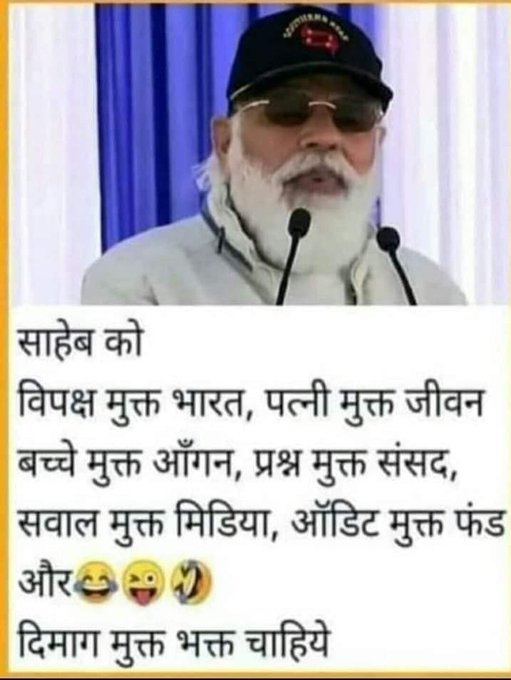 साहेब को
विपक्ष मुक्त भारत, पत्नी मुक्त जीवन
बच्चे मुक्त आँगन, प्रश्न मुक्त संसद,
सवाल मुक्त मिडिया, ऑडिट मुक्त फंड
और😂😜🤣
दिमाग मुक्त भक्त चाहिये